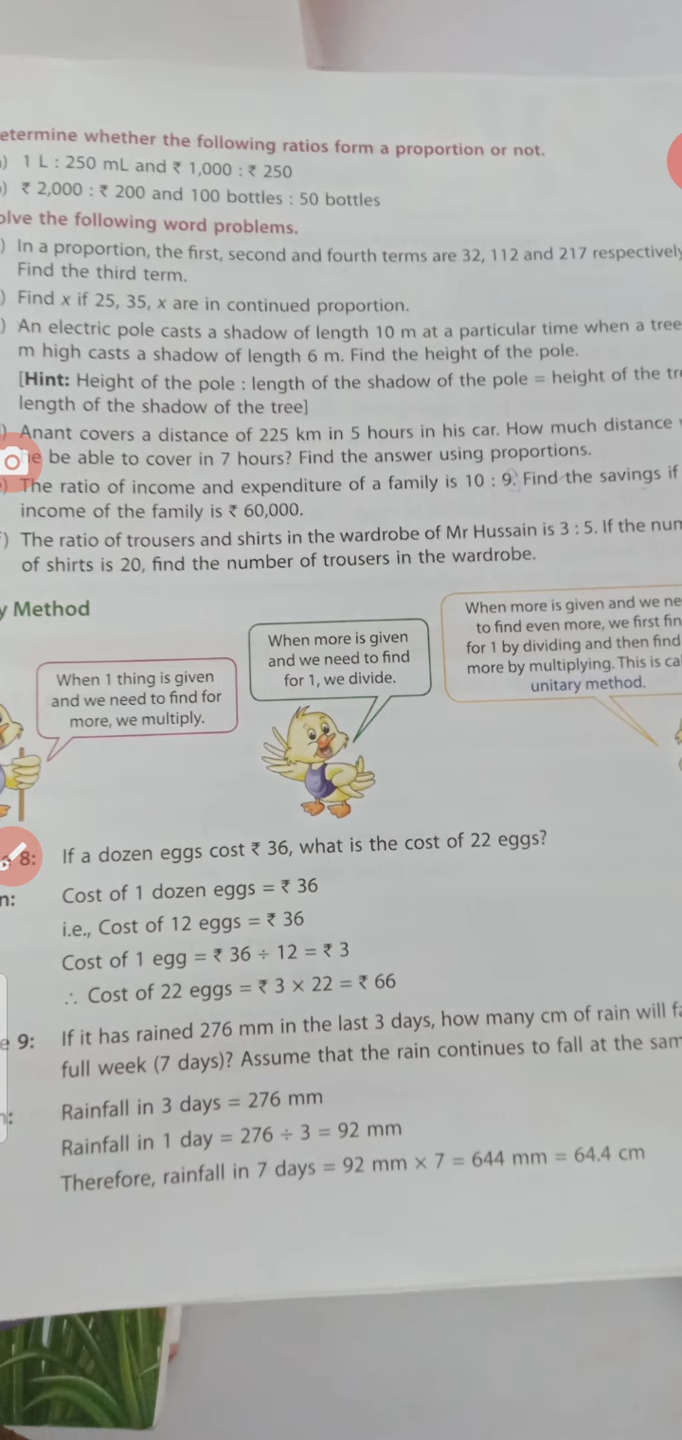 etermine whether the following ratios form a proportion or not.
) 1 L : 250 mL and ₹ 1,000 : ₹ 250
) ₹ 2,000 : ₹ 200 and 100 bottles : 50 bottles
olve the following word problems.
) In a proportion, the first, second and fourth terms are 32, 112 and 217 respectively
Find the third term.
) Find x if 25, 35, x are in continued proportion.
) An electric pole casts a shadow of length 10 m at a particular time when a tree
m high casts a shadow of length 6 m. Find the height of the pole.
[Hint: Height of the pole : length of the shadow of the pole = height of the tre
length of the shadow of the tree]
) Anant covers a distance of 225 km in 5 hours in his car. How much distance
he be able to cover in 7 hours? Find the answer using proportions.
) The ratio of income and expenditure of a family is 10 : 9. Find the savings if
income of the family is ₹ 60,000.
) The ratio of trousers and shirts in the wardrobe of Mr Hussain is 3 : 5. If the num
of shirts is 20, find the number of trousers in the wardrobe.
y Method
When 1 thing is given
and we need to find for
more, we multiply.
When more is given
and we need to find
for 1, we divide.
When more is given and we ne
to find even more, we first fin
for 1 by dividing and then find
more by multiplying. This is ca
unitary method.
8: If a dozen eggs cost ₹ 36, what is the cost of 22 eggs?
n: Cost of 1 dozen eggs = ₹ 36
i.e., Cost of 12 eggs = ₹ 36
Cost of 1 egg = ₹ 36 ÷ 12 = ₹ 3
∴ Cost of 22 eggs = ₹ 3 × 22 = ₹ 66
e 9: If it has rained 276 mm in the last 3 days, how many cm of rain will fa
full week (7 days)? Assume that the rain continues to fall at the sam
: Rainfall in 3 days = 276 mm
Rainfall in 1 day = 276 ÷ 3 = 92 mm
Therefore, rainfall in 7 days = 92 mm × 7 = 644 mm = 64.4 cm